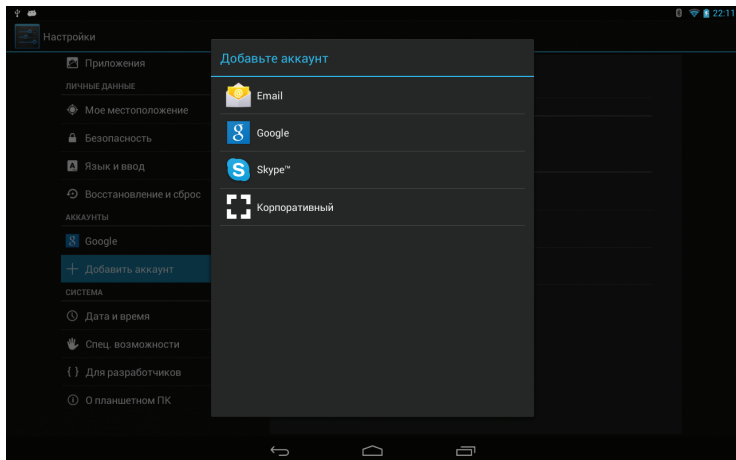 22:11
Настройки
Добавьте аккаунт
Приложения
ЛИЧНЫЕ ДАННЫЕ
Мое местоположение
Безопасность
Язык и ввод
Восстановление и сброс
АККАУНТЫ
Google
Добавить аккаунт
СИСТЕМА
Дата и время
Спец. возможности
{ } Для разработчиков
О планшетном ПК
Email
Google
Skype™
Корпоративный